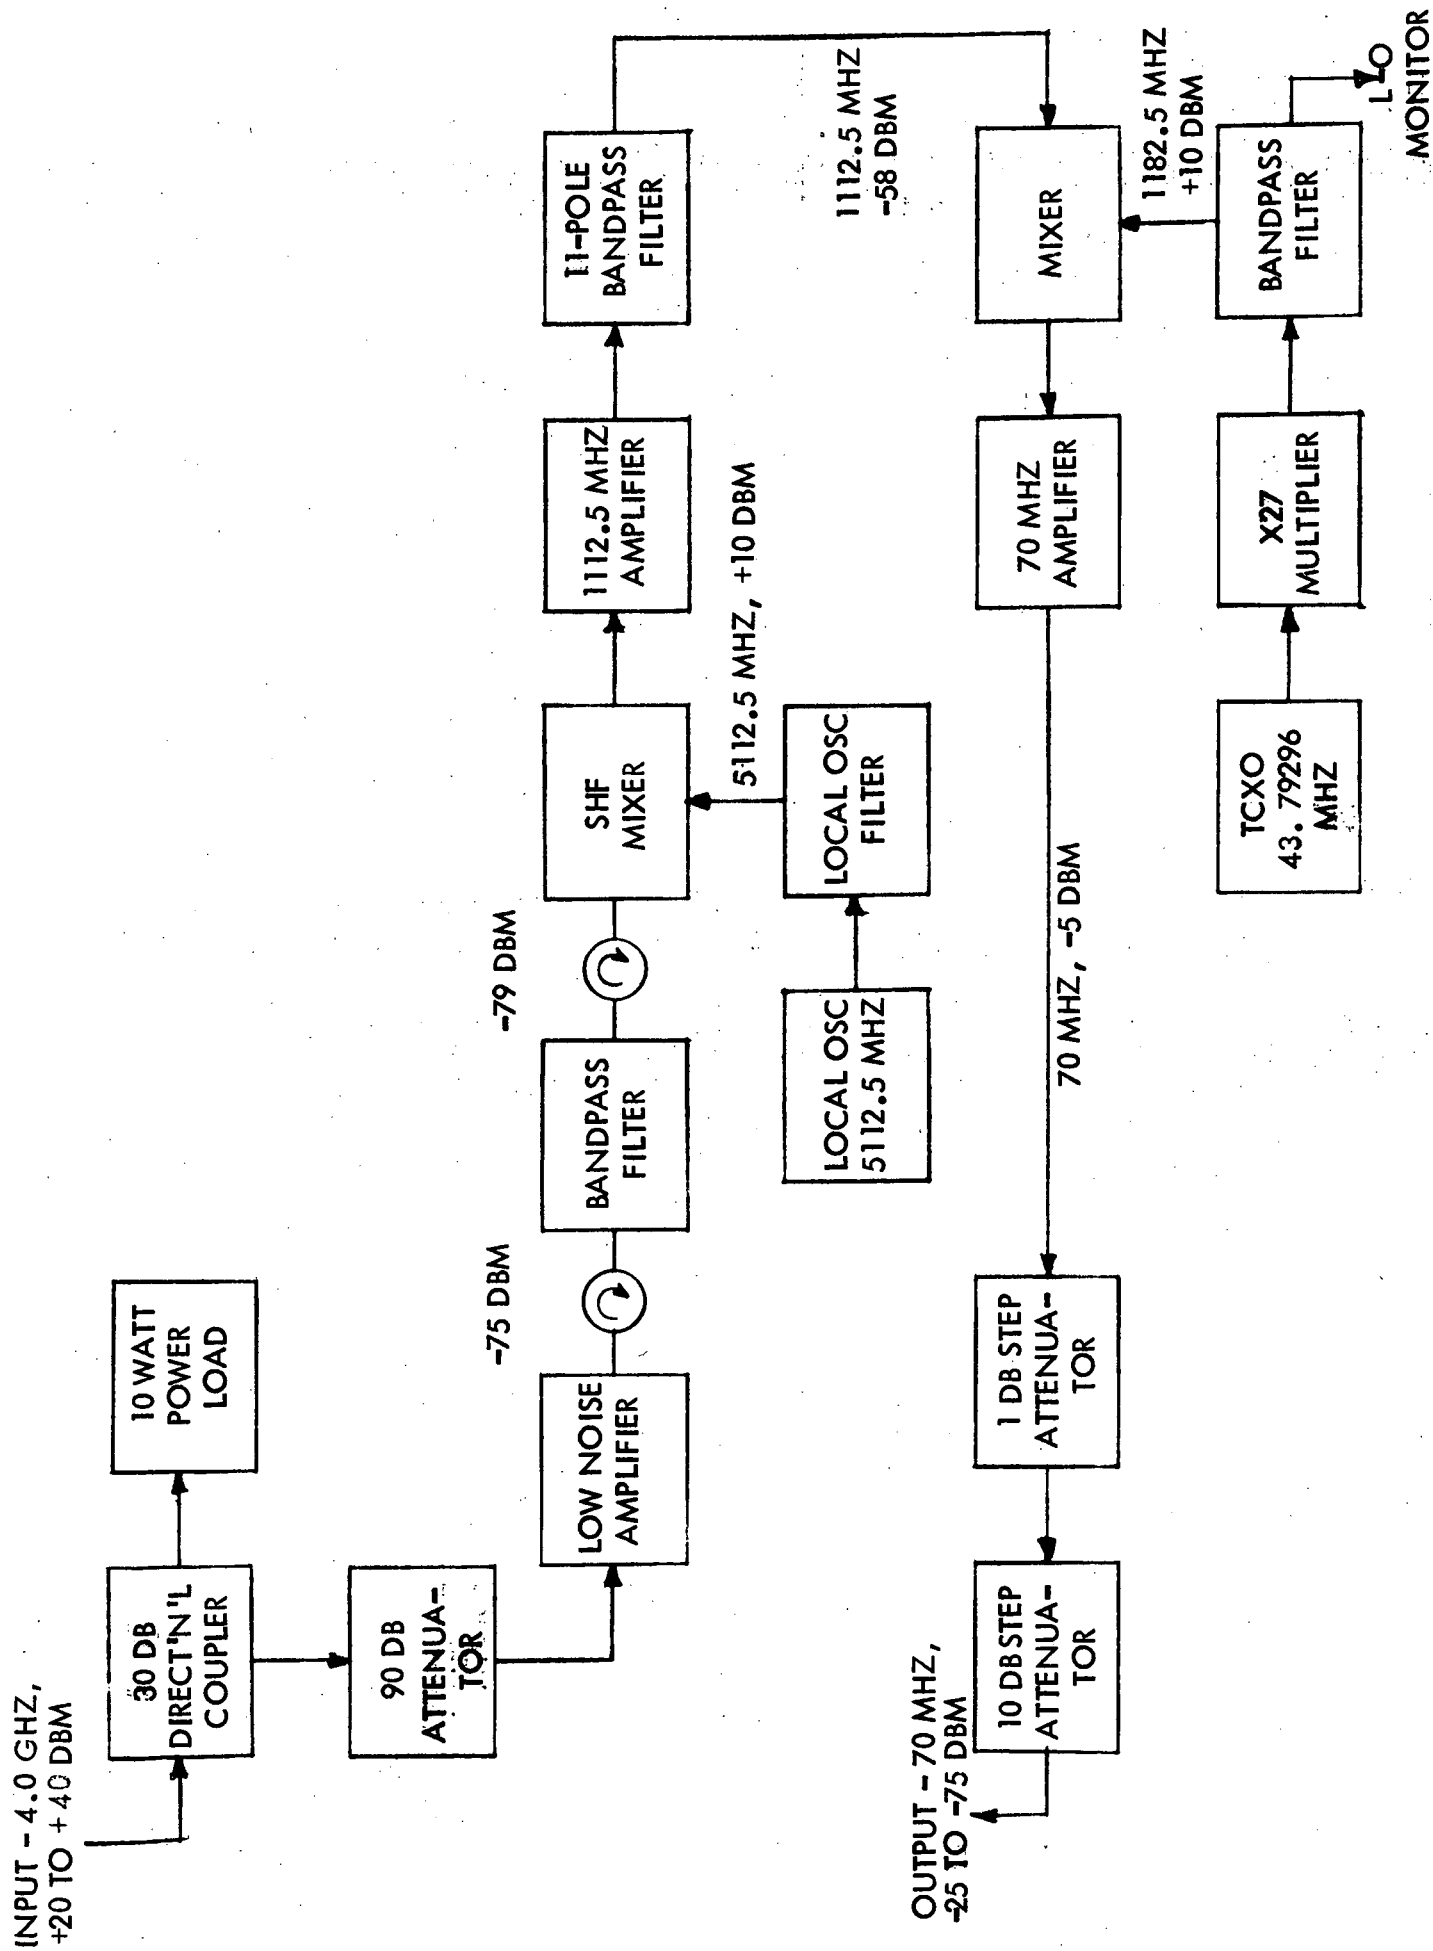 INPUT - 4.0 GHZ,
+20 TO +40 DBM
30 DB
DIRECT'N'L
COUPLER
10 WATT
POWER
LOAD
90 DB
ATTENUA-
TOR
LOW NOISE
AMPLIFIER
-75 DBM
BANDPASS
FILTER
-79 DBM
SHF
MIXER
1112.5 MHZ
AMPLIFIER
11-POLE
BANDPASS
FILTER
LOCAL OSC
5112.5 MHZ
LOCAL OSC
FILTER
5112.5 MHZ, +10 DBM
1112.5 MHZ
-58 DBM
OUTPUT - 70 MHZ,
-25 TO -75 DBM
10 DB STEP
ATTENUA-
TOR
1 DB STEP
ATTENUA-
TOR
70 MHZ, -5 DBM
70 MHZ
AMPLIFIER
MIXER
1182.5 MHZ
+10 DBM
TCXO
43.79296
MHZ
X27
MULTIPLIER
BANDPASS
FILTER
L O
MONITOR